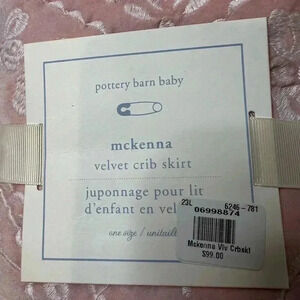 pottery barn baby
mckenna
velvet crib skirt
juponnage pour lit
d'enfant en vel
one size / unitaille
23L 6246-781
06998874
Mckenna Vlv Crbskt
$99.00